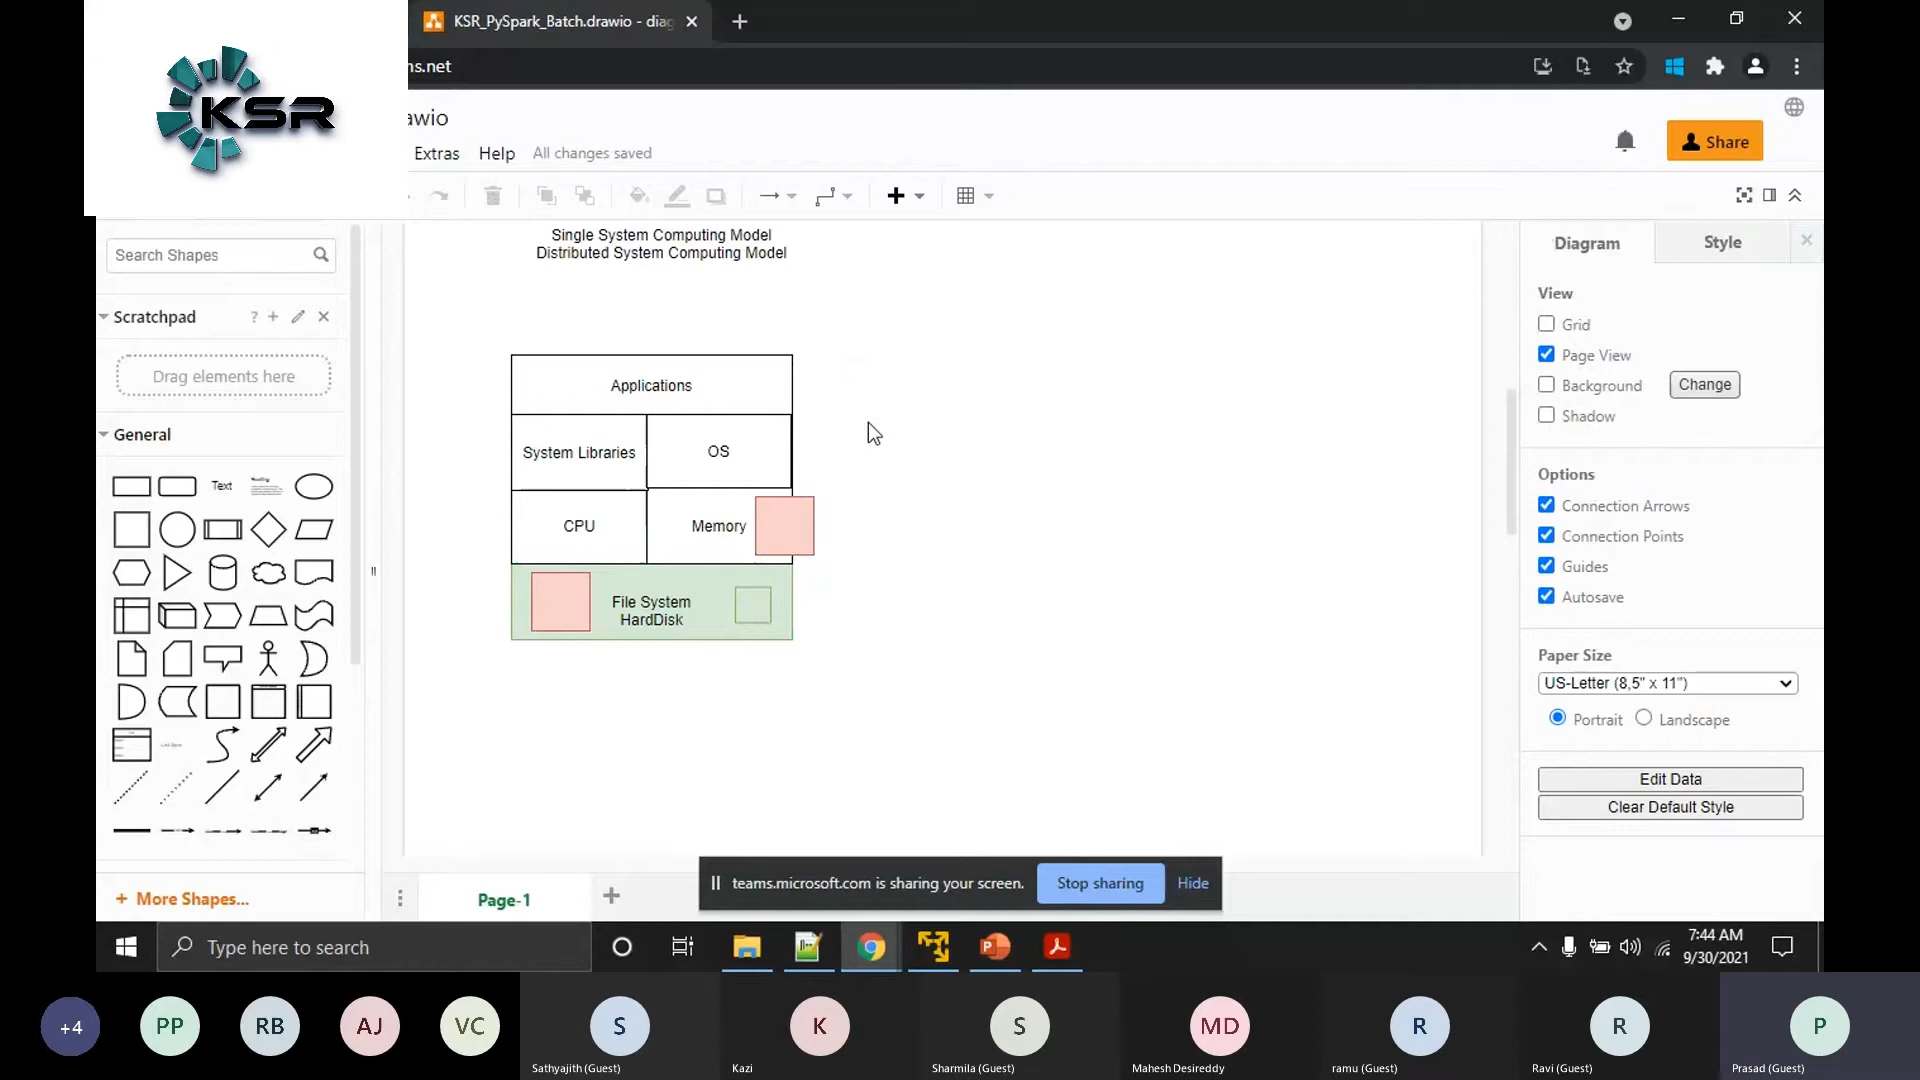 KSR
KSR_PySpark_Batch.drawio - diag
ns.net
awio
Extras
Help
All changes saved
Share
Search Shapes
Scratchpad
?
Drag elements here
General
Text
More Shapes...
Single System Computing Model
Distributed System Computing Model
Applications
System Libraries
OS
CPU
Memory
File System
HardDisk
Diagram
Style
View
Grid
Page View
Background
Change
Shadow
Options
Connection Arrows
Connection Points
Guides
Autosave
Paper Size
US-Letter (8,5" x 11")
Portrait
Landscape
Edit Data
Clear Default Style
Page-1
teams.microsoft.com is sharing your screen.
Stop sharing
Hide
Type here to search
7:44 AM
9/30/2021
+4
PP
RB
AJ
VC
S
K
S
MD
R
R
P
Sathyajith (Guest)
Kazi
Sharmila (Guest)
Mahesh Desireddy
ramu (Guest)
Ravi (Guest)
Prasad (Guest)